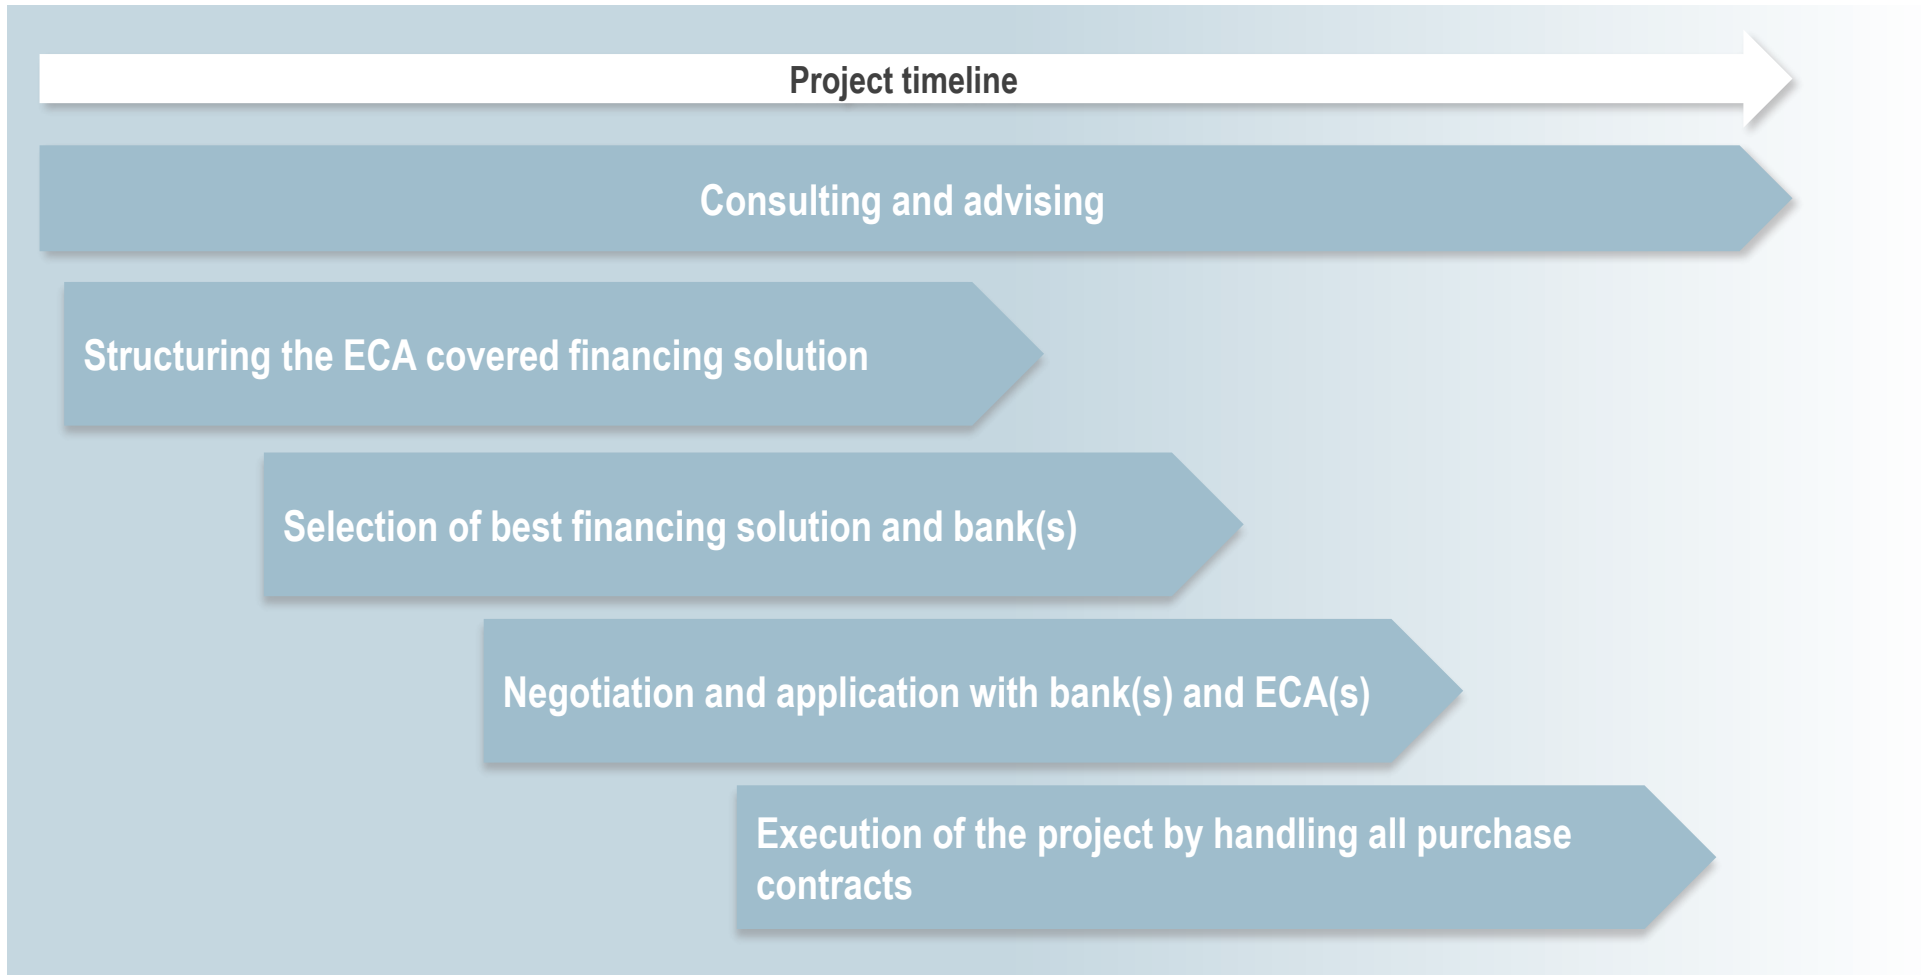 Project timeline
Consulting and advising
Structuring the ECA covered financing solution
Selection of best financing solution and bank(s)
Negotiation and application with bank(s) and ECA(s)
Execution of the project by handling all purchase
contracts